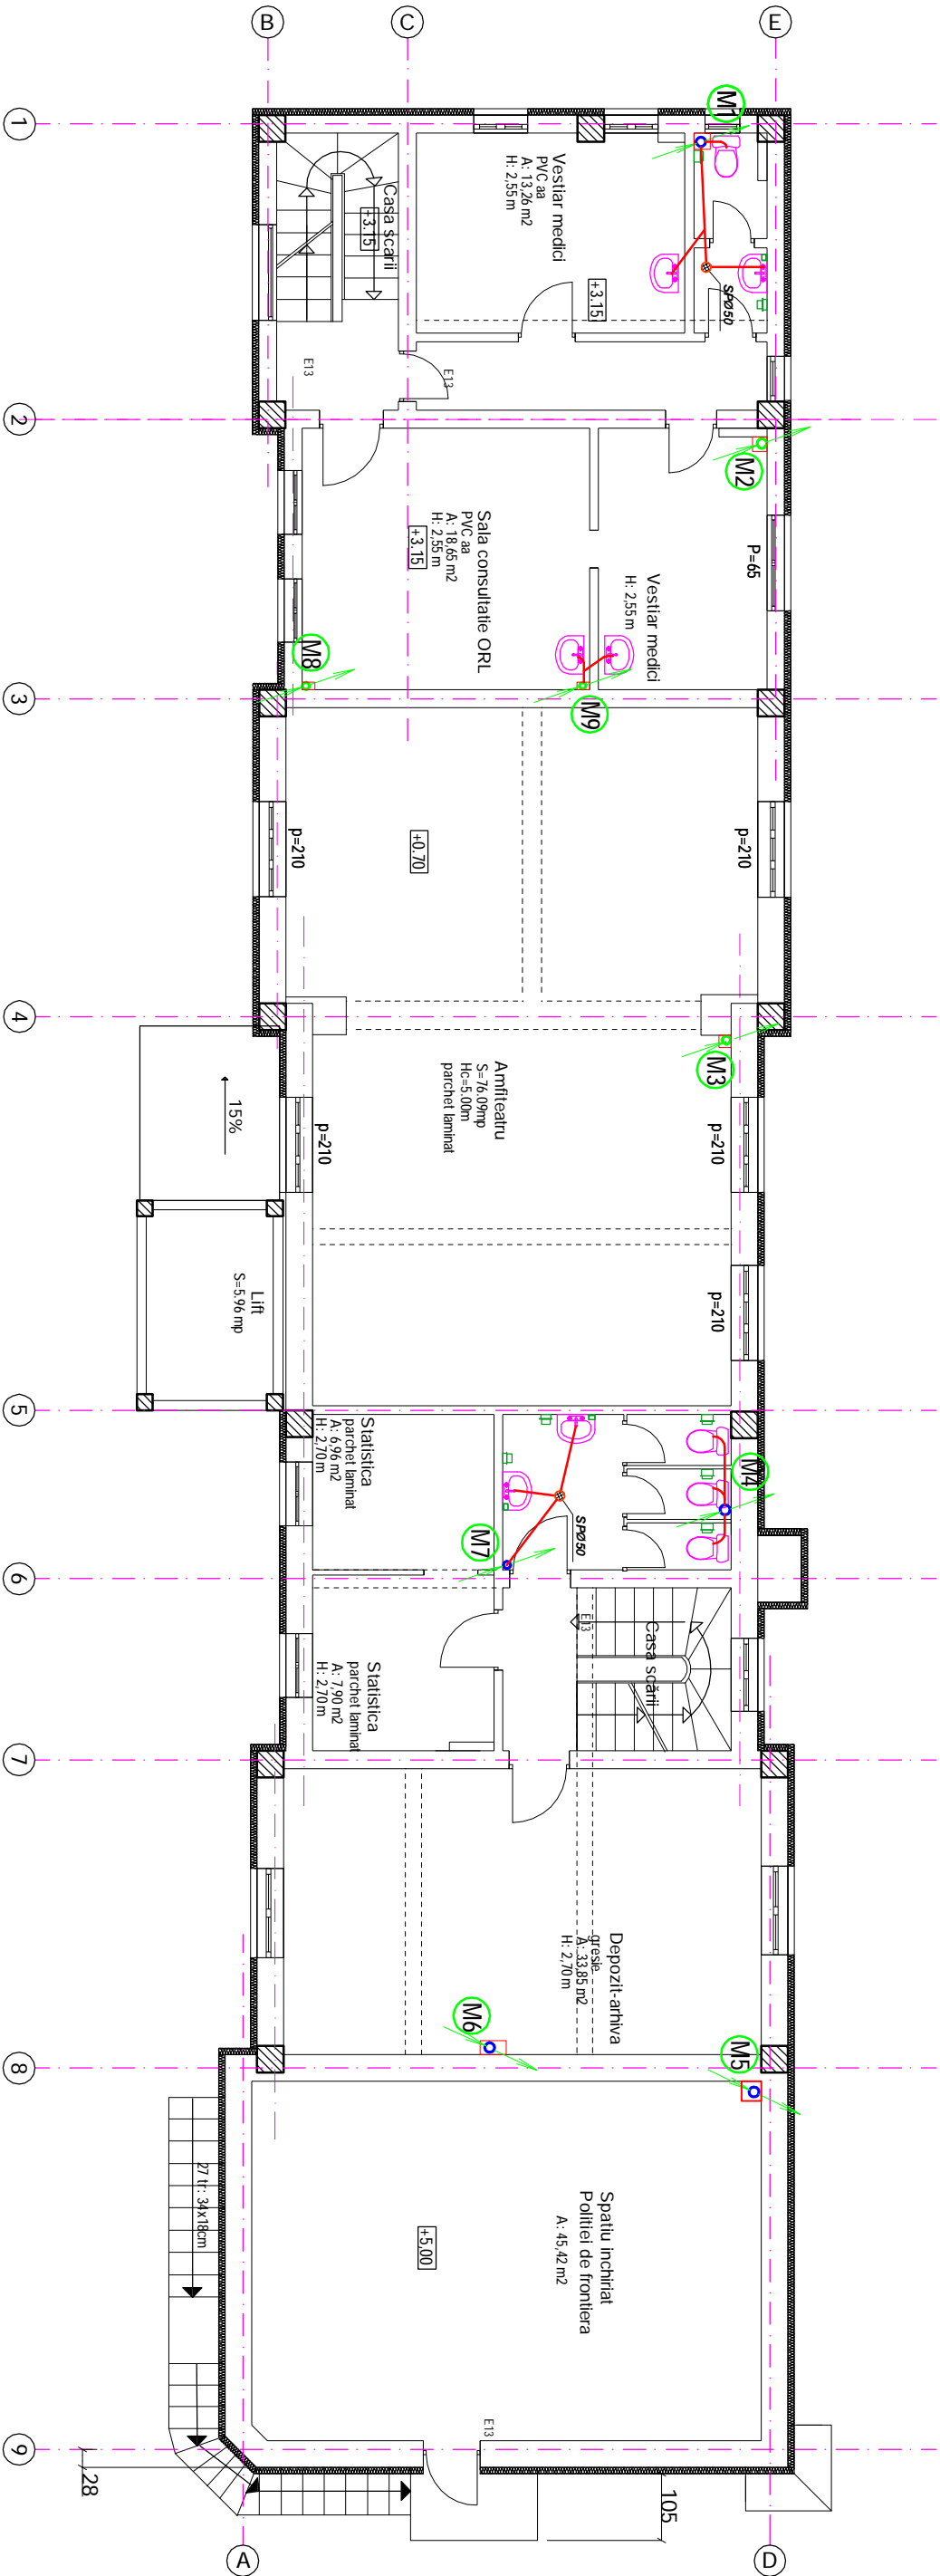 B
C
E
1
M1
Vestiar medici
PVC aa
A: 13,26 m2
H: 2,55 m
Casa scarii
+3.15
+3.15
SPØ50
E13
E13
2
M2
P=65
Sala consultatie ORL
PVC aa
A: 18,65 m2
H: 2,55 m
+3.15
Vestiar medici
H: 2,55 m
M8
M9
3
p=210
+0.70
p=210
4
M3
Amfiteatru
S=76.09mp
Hc=5.00m
parchet laminat
15%
p=210
p=210
Lift
S=5.96 mp
p=210
5
Statistica
parchet laminat
A: 6,96 m2
H: 2,70 m
M4
SPØ50
M7
6
E13
Casa scării
Statistica
parchet laminat
A: 7,90 m2
H: 2,70 m
7
Depozit-arhiva
gresie
A: 33,85 m2
H: 2,70 m
M6
M5
8
27 tr: 34x18cm
Spatiu inchiriat
Politiei de frontiera
A: 45,42 m2
+5,00
E13
9
28
105
A
D